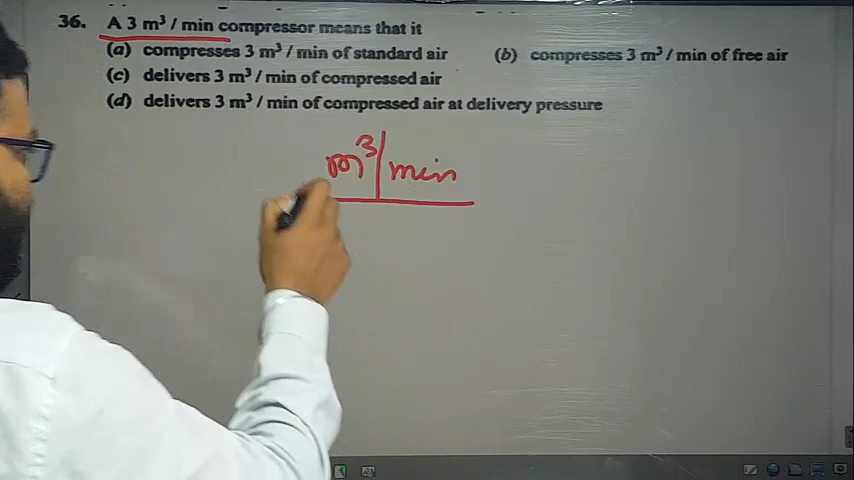 36. A 3 m³ / min compressor means that it
(a) compresses 3 m³ / min of standard air (b) compresses 3 m³ / min of free air
(c) delivers 3 m³ / min of compressed air
(d) delivers 3 m³ / min of compressed air at delivery pressure
m³/min